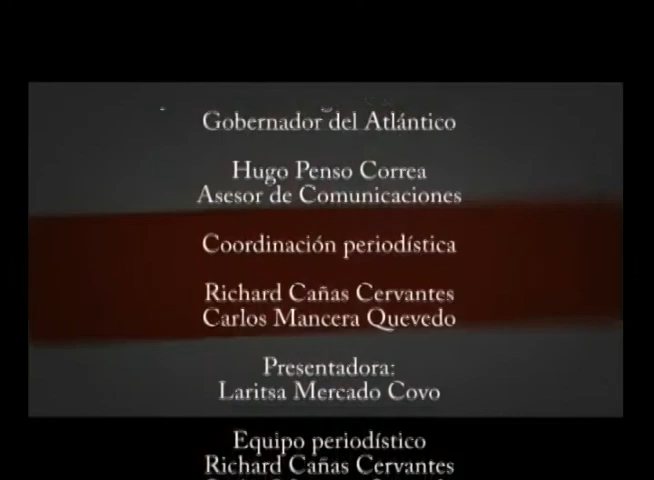 Gobernador del Atlántico
Hugo Penso Correa
Asesor de Comunicaciones
Coordinación periodística
Richard Cañas Cervantes
Carlos Mancera Quevedo
Presentadora:
Laritsa Mercado Covo
Equipo periodístico
Richard Cañas Cervantes